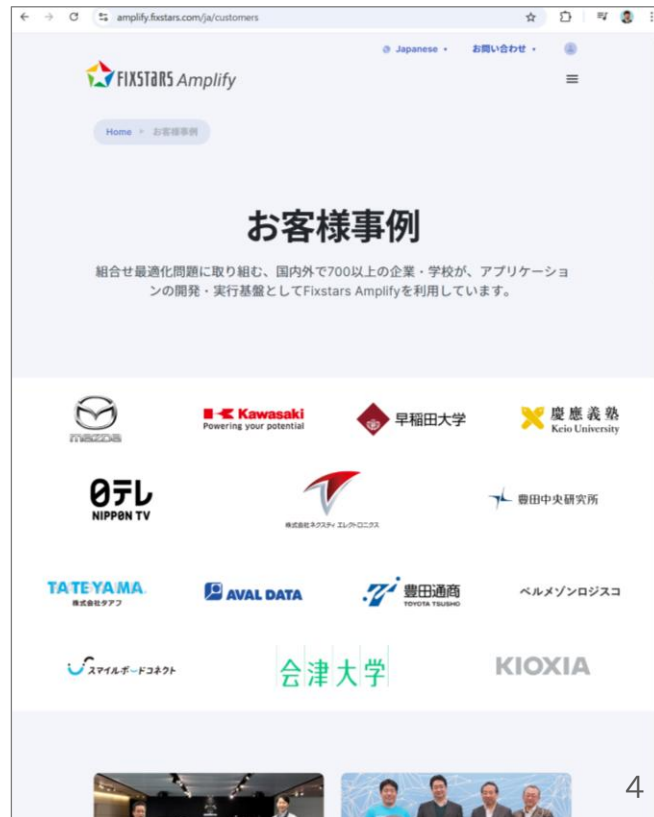 amplify.fixstars.com/ja/customers
Japanese
お問い合わせ
FIXSTARS Amplify
Home
お客様事例
お客様事例
組合せ最適化問題に取り組む、国内外で700以上の企業・学校が、アプリケーショ
ンの開発・実行基盤としてFixstars Amplifyを利用しています。
mazda
Kawasaki
Powering your potential
早稲田大学
慶應義塾
Keio University
日テレ
NIPPON TV
株式会社ネクスティ エレクトロニクス
豊田中央研究所
TATEYAMA
株式会社タアフ
AVAL DATA
豊田通商
TOYOTA TSUSHO
ベルメゾンロジスコ
スマイルボードコネクト
会津大学
KIOXIA
4